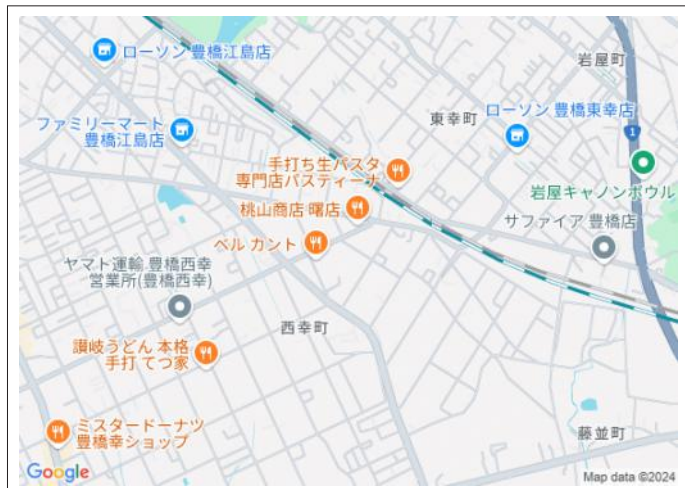 ローソン 豊橋江島店
岩屋町
ファミリーマート
豊橋江島店
東幸町
ローソン 豊橋東幸店
1
手打ち生パスタ
専門店パスティーナ
岩屋キャノンボウル
桃山商店 曙店
サファイア 豊橋店
ベル カント
ヤマト運輸 豊橋西幸
営業所(豊橋西幸)
西幸町
讃岐うどん 本格
手打 てつ家
ミスタードーナツ
豊橋幸ショップ
藤並町
Google
Map data ©2024